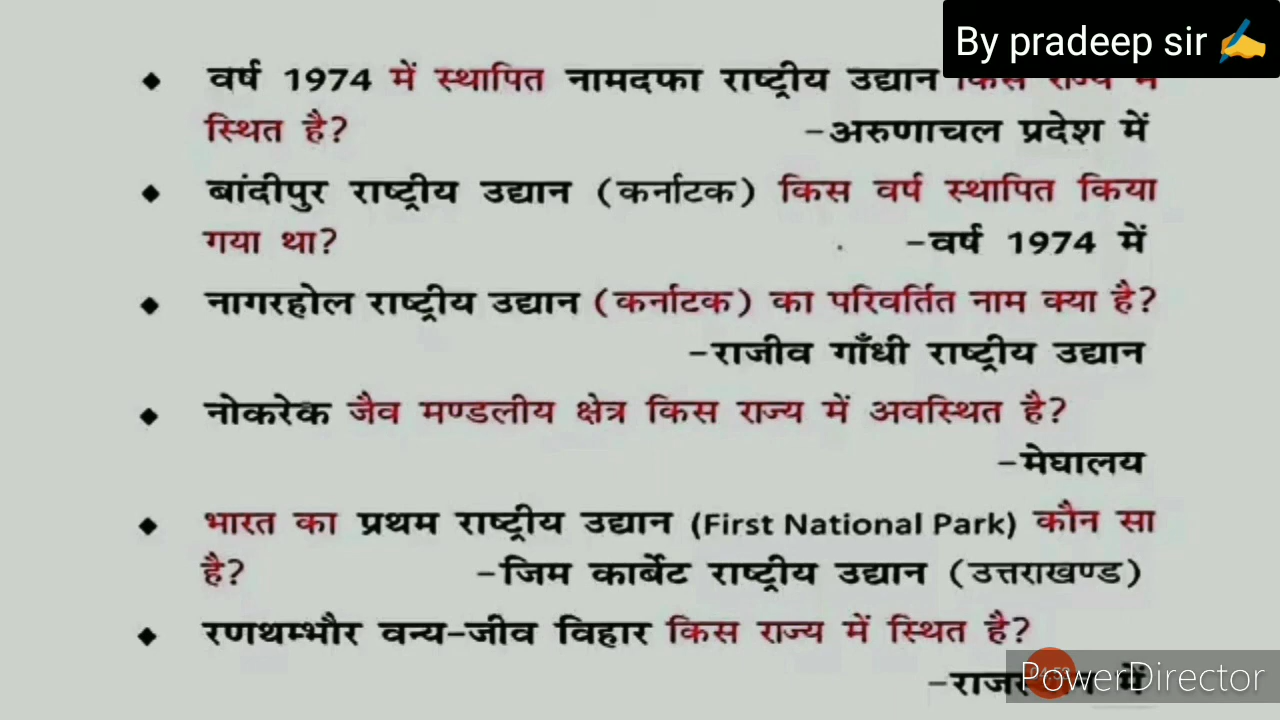 By pradeep sir ✍️
वर्ष 1974 में स्थापित नामदफा राष्ट्रीय उद्यान किस राज्य में
स्थित है? -अरुणाचल प्रदेश में
बांदीपुर राष्ट्रीय उद्यान (कर्नाटक) किस वर्ष स्थापित किया
गया था? -वर्ष 1974 में
नागरहोल राष्ट्रीय उद्यान (कर्नाटक) का परिवर्तित नाम क्या है?
-राजीव गाँधी राष्ट्रीय उद्यान
नोकरेक जैव मण्डलीय क्षेत्र किस राज्य में अवस्थित है?
-मेघालय
भारत का प्रथम राष्ट्रीय उद्यान (First National Park) कौन सा
है? -जिम कार्बेट राष्ट्रीय उद्यान (उत्तराखण्ड)
रणथम्भौर वन्य-जीव विहार किस राज्य में स्थित है?
-राजस्थान में
PowerDirector